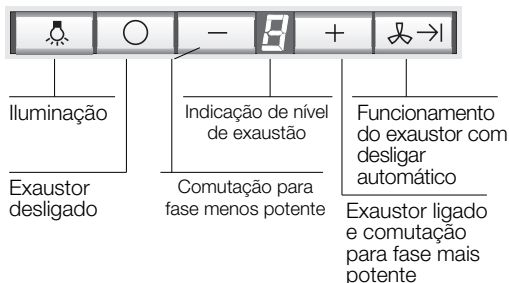 8
Iluminação
Indicação de nível
de exaustão
Funcionamento
do exaustor com
desligar
automático
Exaustor
desligado
Comutação para
fase menos potente
Exaustor ligado
e comutação
para fase mais
potente